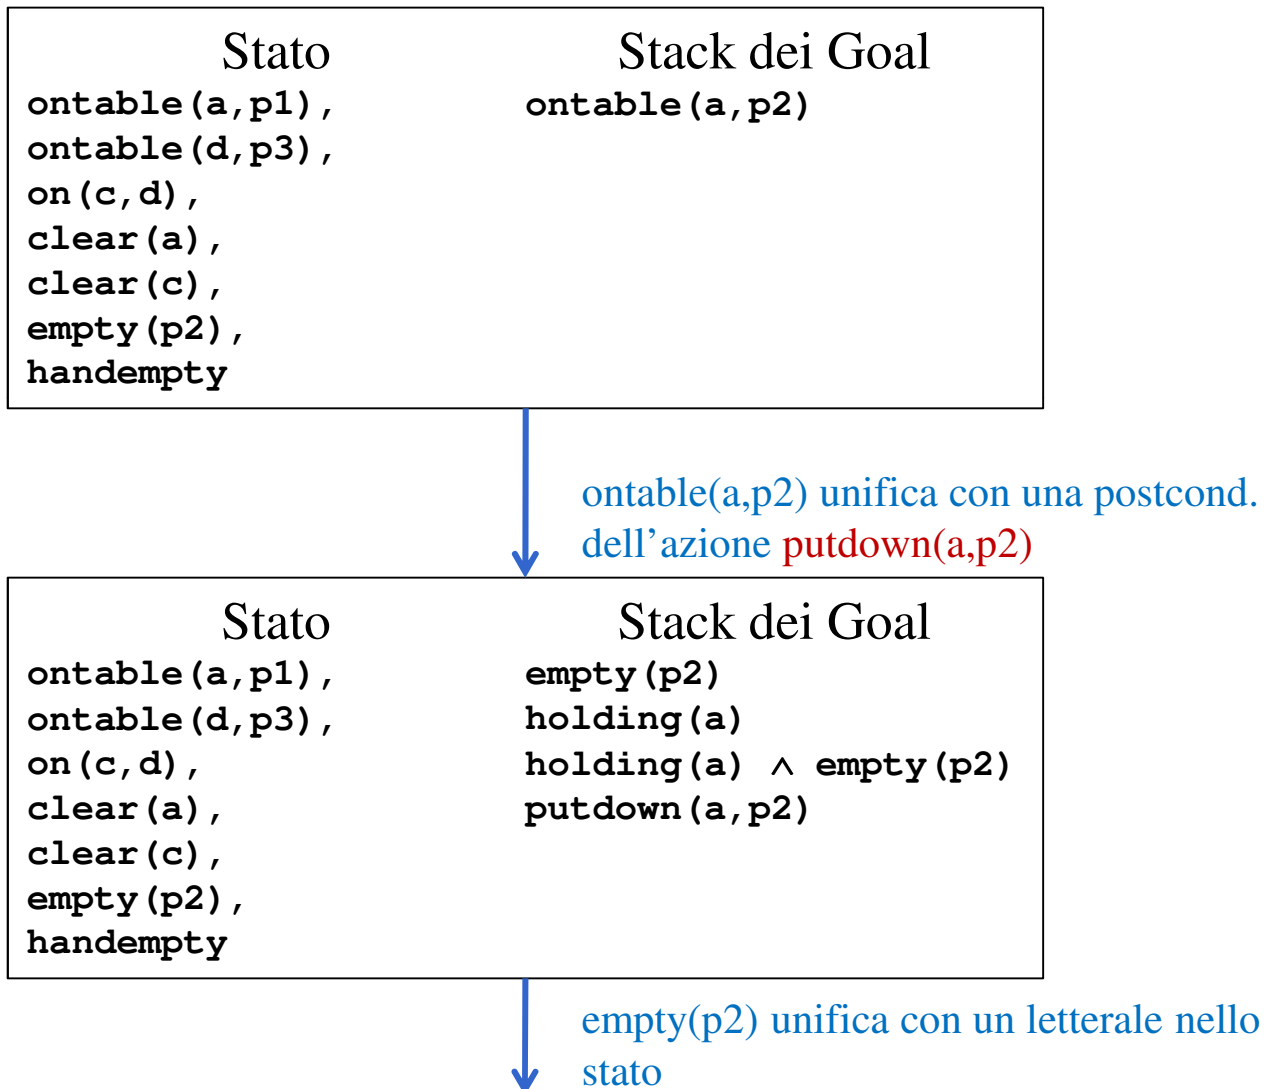 Stato Stack dei Goal
ontable(a,p1), ontable(a,p2)
ontable(d,p3),
on(c,d),
clear(a),
clear(c),
empty(p2),
handempty
ontable(a,p2) unifica con una postcond.
dell’azione putdown(a,p2)
Stato Stack dei Goal
ontable(a,p1), empty(p2)
ontable(d,p3), holding(a)
on(c,d), holding(a) ∧ empty(p2)
clear(a), putdown(a,p2)
clear(c),
empty(p2),
handempty
empty(p2) unifica con un letterale nello
stato